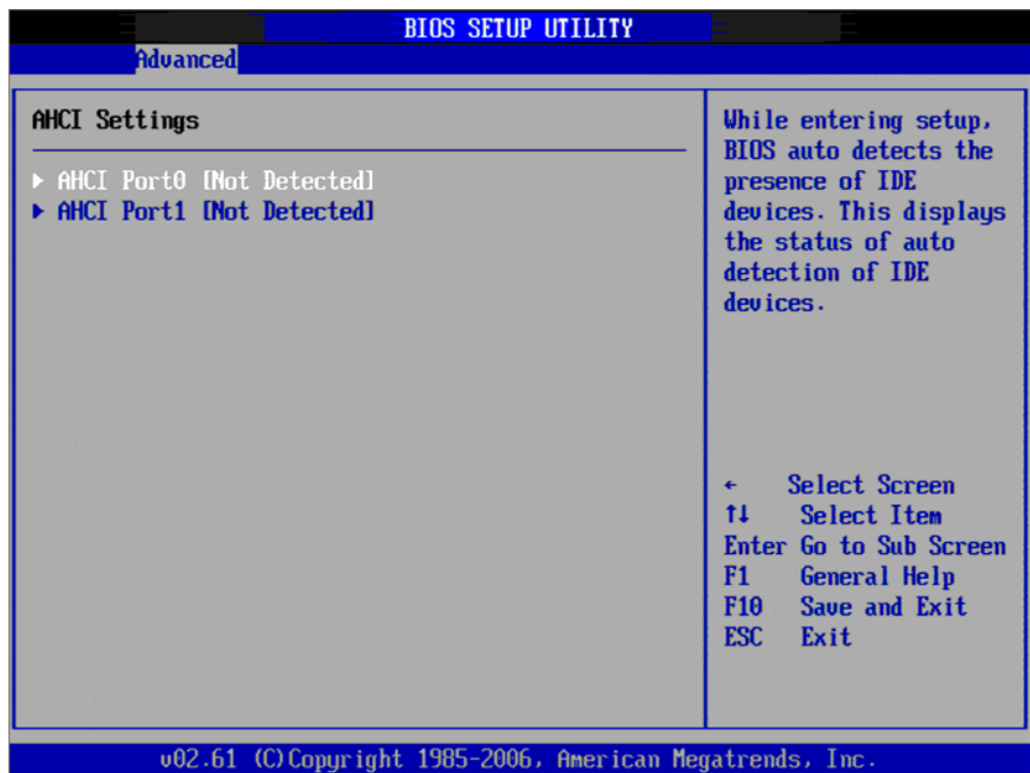 BIOS SETUP UTILITY
Advanced
AHCI Settings
▶ AHCI Port0 [Not Detected]
▶ AHCI Port1 [Not Detected]
While entering setup,
BIOS auto detects the
presence of IDE
devices. This displays
the status of auto
detection of IDE
devices.
← Select Screen
↑↓ Select Item
Enter Go to Sub Screen
F1 General Help
F10 Save and Exit
ESC Exit
v02.61 (C)Copyright 1985-2006, American Megatrends, Inc.